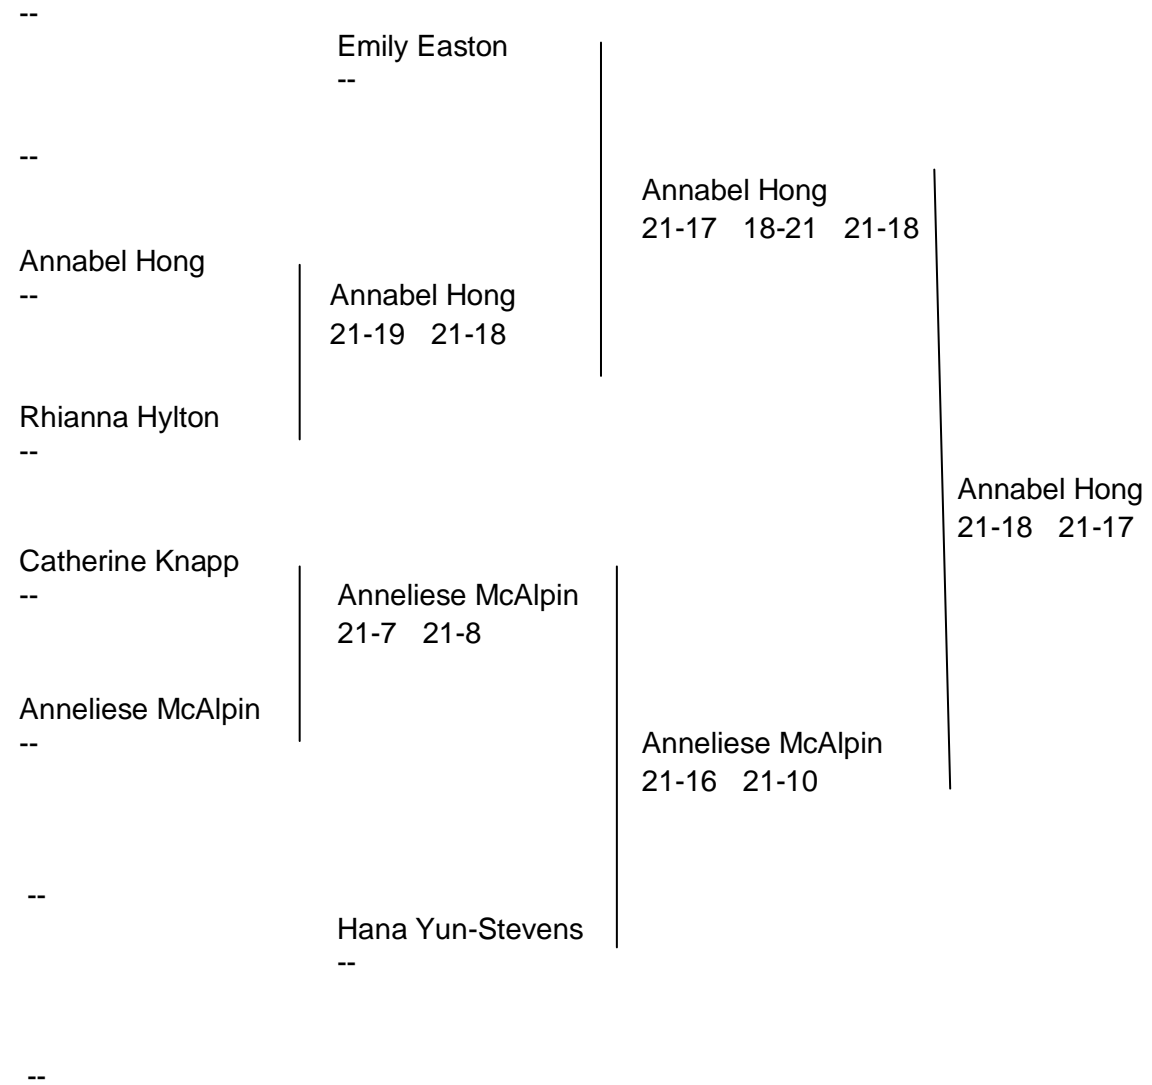 --
Emily Easton
--
--
Annabel Hong
21-17 18-21 21-18
Annabel Hong
--
Annabel Hong
21-19 21-18
Rhianna Hylton
--
Annabel Hong
21-18 21-17
Catherine Knapp
--
Anneliese McAlpin
21-7 21-8
Anneliese McAlpin
--
Anneliese McAlpin
21-16 21-10
--
Hana Yun-Stevens
--
--